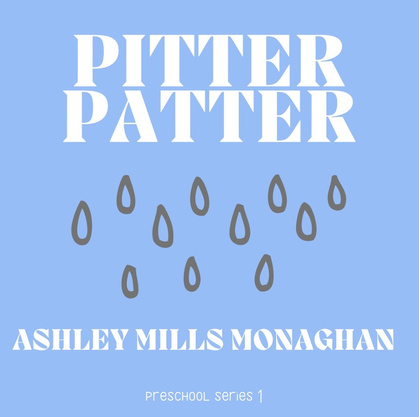 PITTER
PATTER
ASHLEY MILLS MONAGHAN
preschool series 1